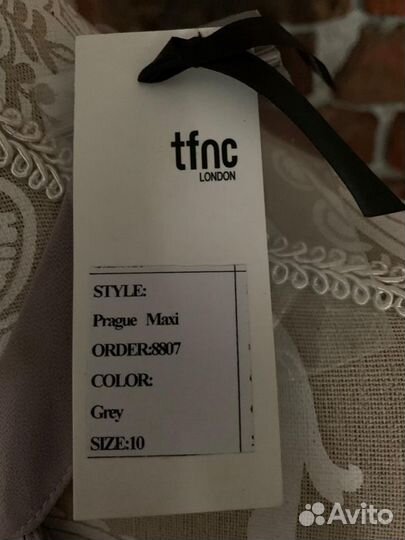 tfnc
LONDON
STYLE:
Prague Maxi
ORDER:8807
COLOR:
Grey
SIZE:10
Avito